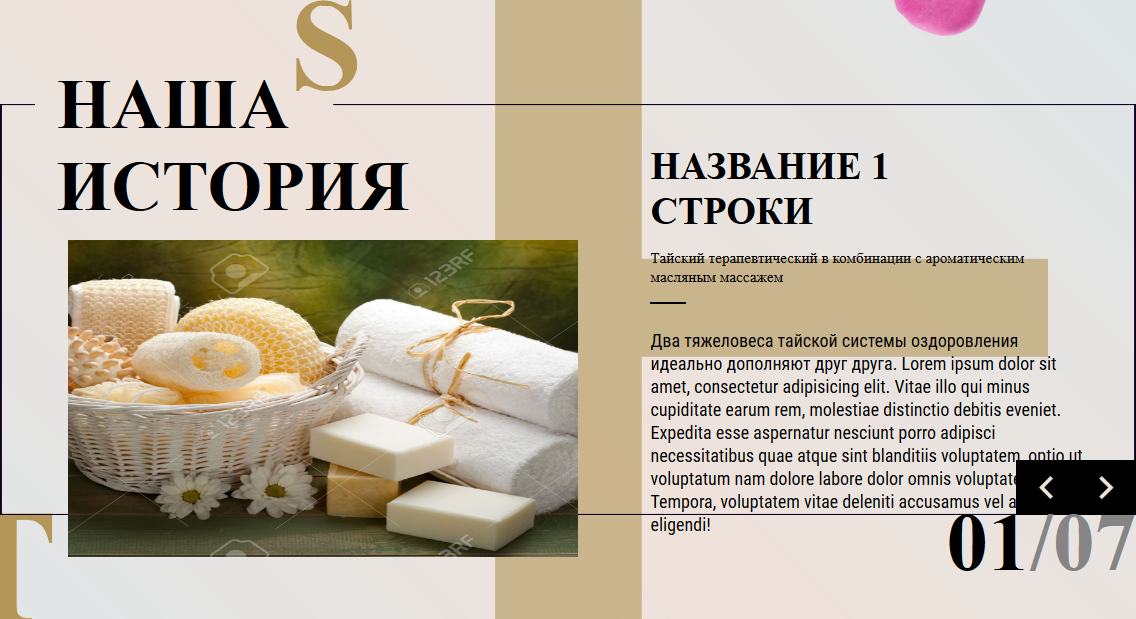 S
НАША
ИСТОРИЯ
НАЗВАНИЕ 1
СТРОКИ
Тайский терапевтический в комбинации с ароматическим
масляным массажем
Два тяжеловеса тайской системы оздоровления
идеально дополняют друг друга. Lorem ipsum dolor sit
amet, consectetur adipisicing elit. Vitae illo qui minus
cupiditate earum rem, molestiae distinctio debitis eveniet.
Expedita esse aspernatur nesciunt porro adipisci
necessitatibus quae atque sint blanditiis voluptatem, optio ut
voluptatum nam dolore labore dolor omnis
Tempora, voluptatem vitae deleniti accusamus vel
eligendi!
01/07
123RF
123RF
123RF